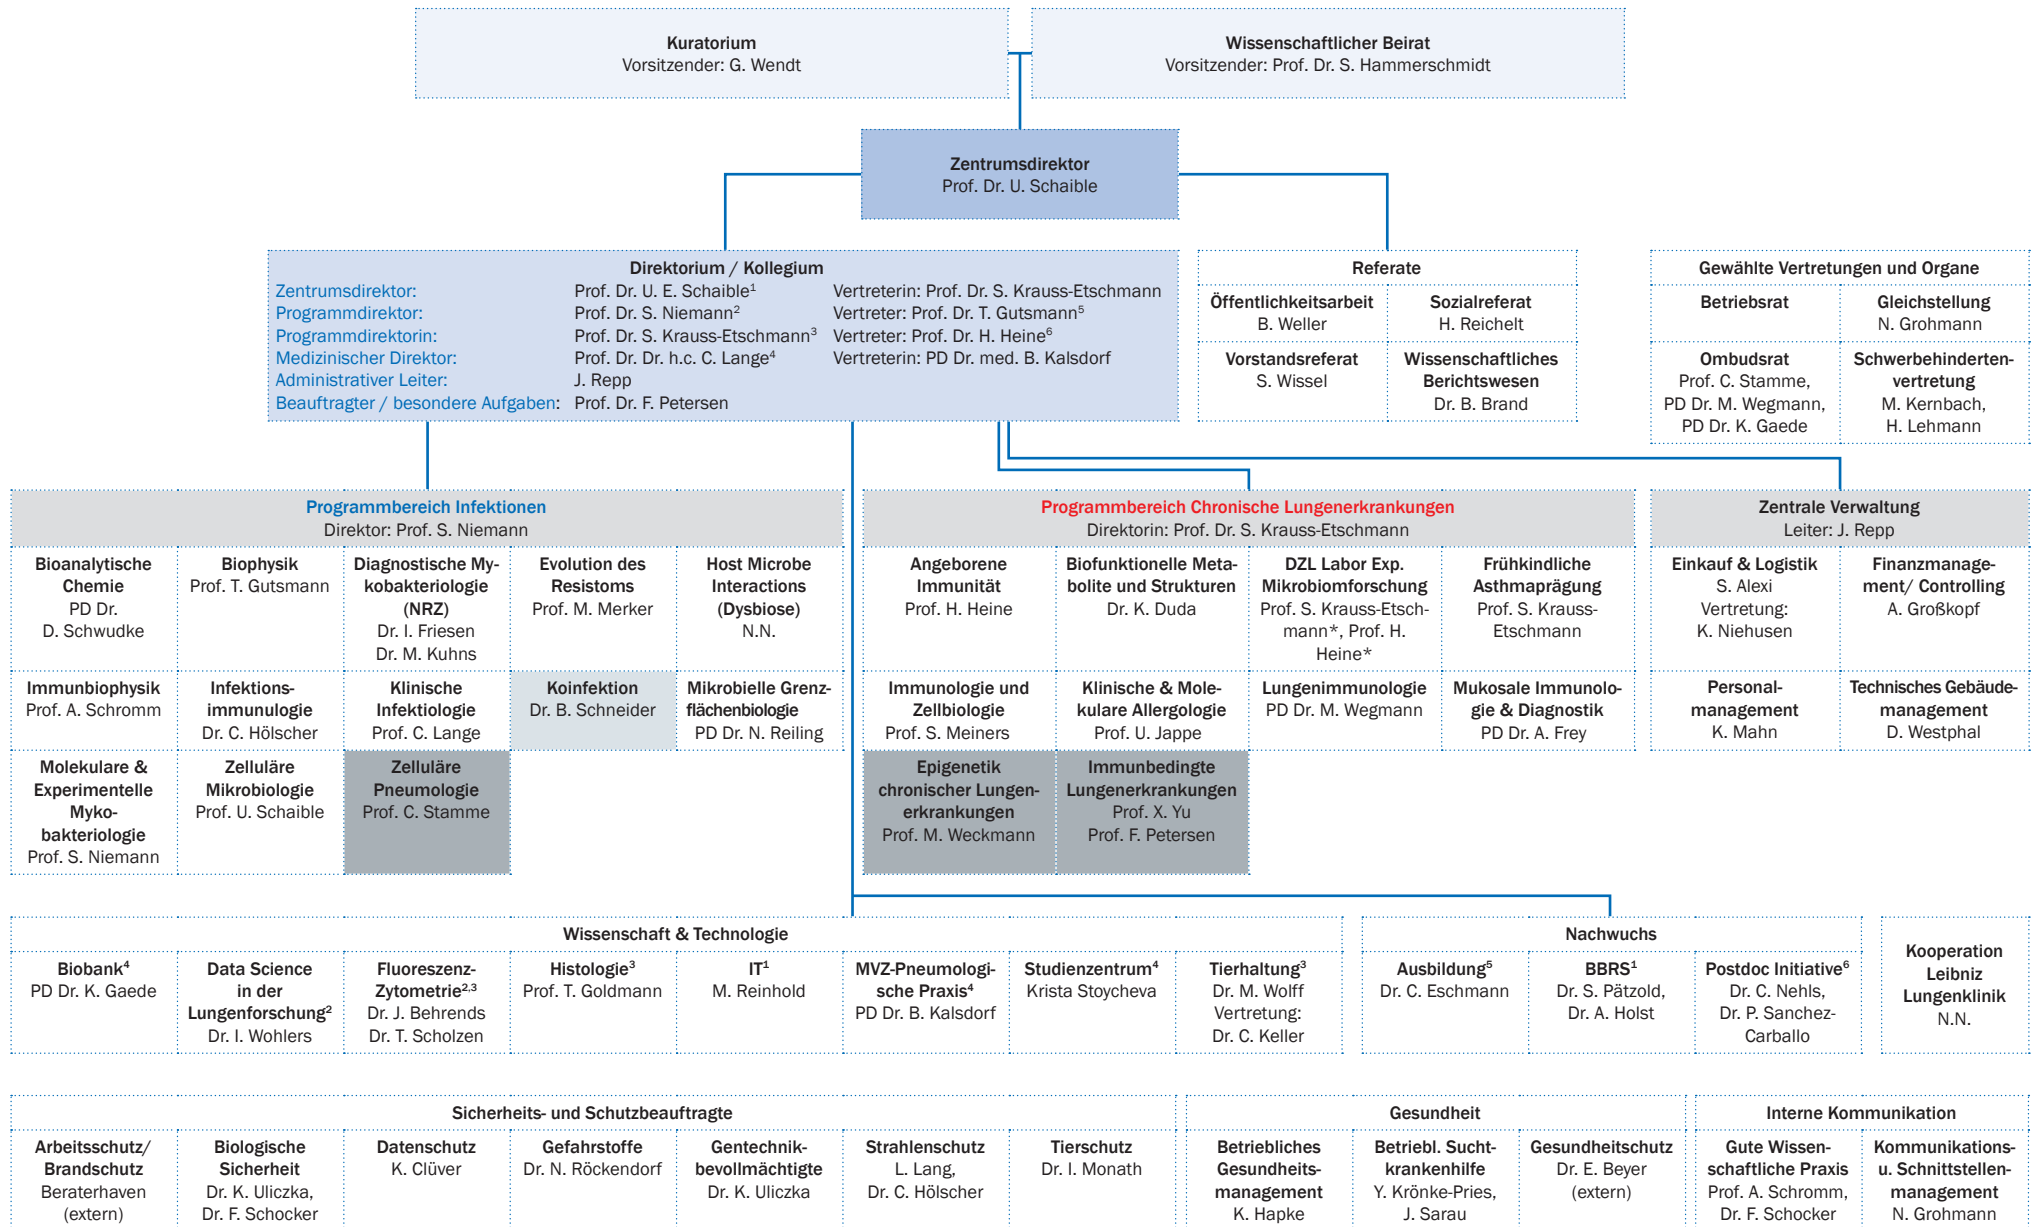 Kuratorium
Vorsitzender: G. Wendt
Wissenschaftlicher Beirat
Vorsitzender: Prof. Dr. S. Hammerschmidt
Zentrumsdirektor
Prof. Dr. U. Schaible
Direktorium / Kollegium
Zentrumsdirektor: Prof. Dr. U. E. Schaible¹ Vertreterin: Prof. Dr. S. Krauss-Etschmann
Programmdirektor: Prof. Dr. S. Niemann² Vertreter: Prof. Dr. T. Gutsmann⁵
Programmdirektorin: Prof. Dr. S. Krauss-Etschmann³ Vertreter: Prof. Dr. H. Heine⁶
Medizinischer Direktor: Prof. Dr. Dr. h.c. C. Lange⁴ Vertreterin: PD Dr. med. B. Kalsdorf
Administrativer Leiter: J. Repp
Beauftragter / besondere Aufgaben: Prof. Dr. F. Petersen
Referate
Öffentlichkeitsarbeit
B. Weller
Sozialreferat
H. Reichelt
Vorstandsreferat
S. Wissel
Wissenschaftliches
Berichtswesen
Dr. B. Brand
Gewählte Vertretungen und Organe
Betriebsrat
Gleichstellung
N. Grohmann
Ombudsrat
Prof. C. Stamme,
PD Dr. M. Wegmann,
PD Dr. K. Gaede
Schwerbehinderten-
vertretung
M. Kernbach,
H. Lehmann
Programmbereich Infektionen
Direktor: Prof. S. Niemann
Bioanalytische
Chemie
PD Dr.
D. Schwudke
Biophysik
Prof. T. Gutsmann
Diagnostische My-
kobakteriologie
(NRZ)
Dr. I. Friesen
Dr. M. Kuhns
Evolution des
Resistoms
Prof. M. Merker
Host Microbe
Interactions
(Dysbiose)
N.N.
Immunbiophysik
Prof. A. Schromm
Infektions-
immunulogie
Dr. C. Hölscher
Klinische
Infektiologie
Prof. C. Lange
Koinfektion
Dr. B. Schneider
Mikrobielle Grenz-
flächenbiologie
PD Dr. N. Reiling
Molekulare &
Experimentelle
Myko-
bakteriologie
Prof. S. Niemann
Zelluläre
Mikrobiologie
Prof. U. Schaible
Zelluläre
Pneumologie
Prof. C. Stamme
Programmbereich Chronische Lungenerkrankungen
Direktorin: Prof. Dr. S. Krauss-Etschmann
Angeborene
Immunität
Prof. H. Heine
Biofunktionelle Meta-
bolite und Strukturen
Dr. K. Duda
DZL Labor Exp.
Mikrobiomforschung
Prof. S. Krauss-Etsch-
mann*, Prof. H.
Heine*
Frühkindliche
Asthmaprägung
Prof. S. Krauss-
Etschmann
Immunologie und
Zellbiologie
Prof. S. Meiners
Klinische & Mole-
kulare Allergologie
Prof. U. Jappe
Lungenimmunologie
PD Dr. M. Wegmann
Mukosale Immunolo-
gie & Diagnostik
PD Dr. A. Frey
Epigenetik
chronischer Lungen-
erkrankungen
Prof. M. Weckmann
Immunbedingte
Lungenerkrankungen
Prof. X. Yu
Prof. F. Petersen
Zentrale Verwaltung
Leiter: J. Repp
Einkauf & Logistik
S. Alexi
Vertretung:
K. Niehusen
Finanzmanage-
ment/ Controlling
A. Großkopf
Personal-
management
K. Mahn
Technisches Gebäude-
management
D. Westphal
Wissenschaft & Technologie
Biobank⁴
PD Dr. K. Gaede
Data Science
in der
Lungenforschung²
Dr. I. Wohlers
Fluoreszenz-
Zytometrie²,³
Dr. J. Behrends
Dr. T. Scholzen
Histologie³
Prof. T. Goldmann
IT¹
M. Reinhold
MVZ-Pneumologi-
sche Praxis⁴
PD Dr. B. Kalsdorf
Studienzentrum⁴
Krista Stoycheva
Tierhaltung³
Dr. M. Wolff
Vertretung:
Dr. C. Keller
Nachwuchs
Ausbildung⁵
Dr. C. Eschmann
BBRS¹
Dr. S. Pätzold,
Dr. A. Holst
Postdoc Initiative⁶
Dr. C. Nehls,
Dr. P. Sanchez-
Carballo
Kooperation
Leibniz
Lungenklinik
N.N.
Sicherheits- und Schutzbeauftragte
Arbeitsschutz/
Brandschutz
Beraterhaven
(extern)
Biologische
Sicherheit
Dr. K. Uliczka,
Dr. F. Schocker
Datenschutz
K. Clüver
Gefahrstoffe
Dr. N. Röckendorf
Gentechnik-
bevollmächtigte
Dr. K. Uliczka
Strahlenschutz
L. Lang,
Dr. C. Hölscher
Tierschutz
Dr. I. Monath
Gesundheit
Betriebliches
Gesundheits-
management
K. Hapke
Betriebl. Sucht-
krankenhilfe
Y. Krönke-Pries,
J. Sarau
Gesundheitschutz
Dr. E. Beyer
(extern)
Interne Kommunikation
Gute Wissen-
schaftliche Praxis
Prof. A. Schromm,
Dr. F. Schocker
Kommunikations-
u. Schnittstellen-
management
N. Grohmann